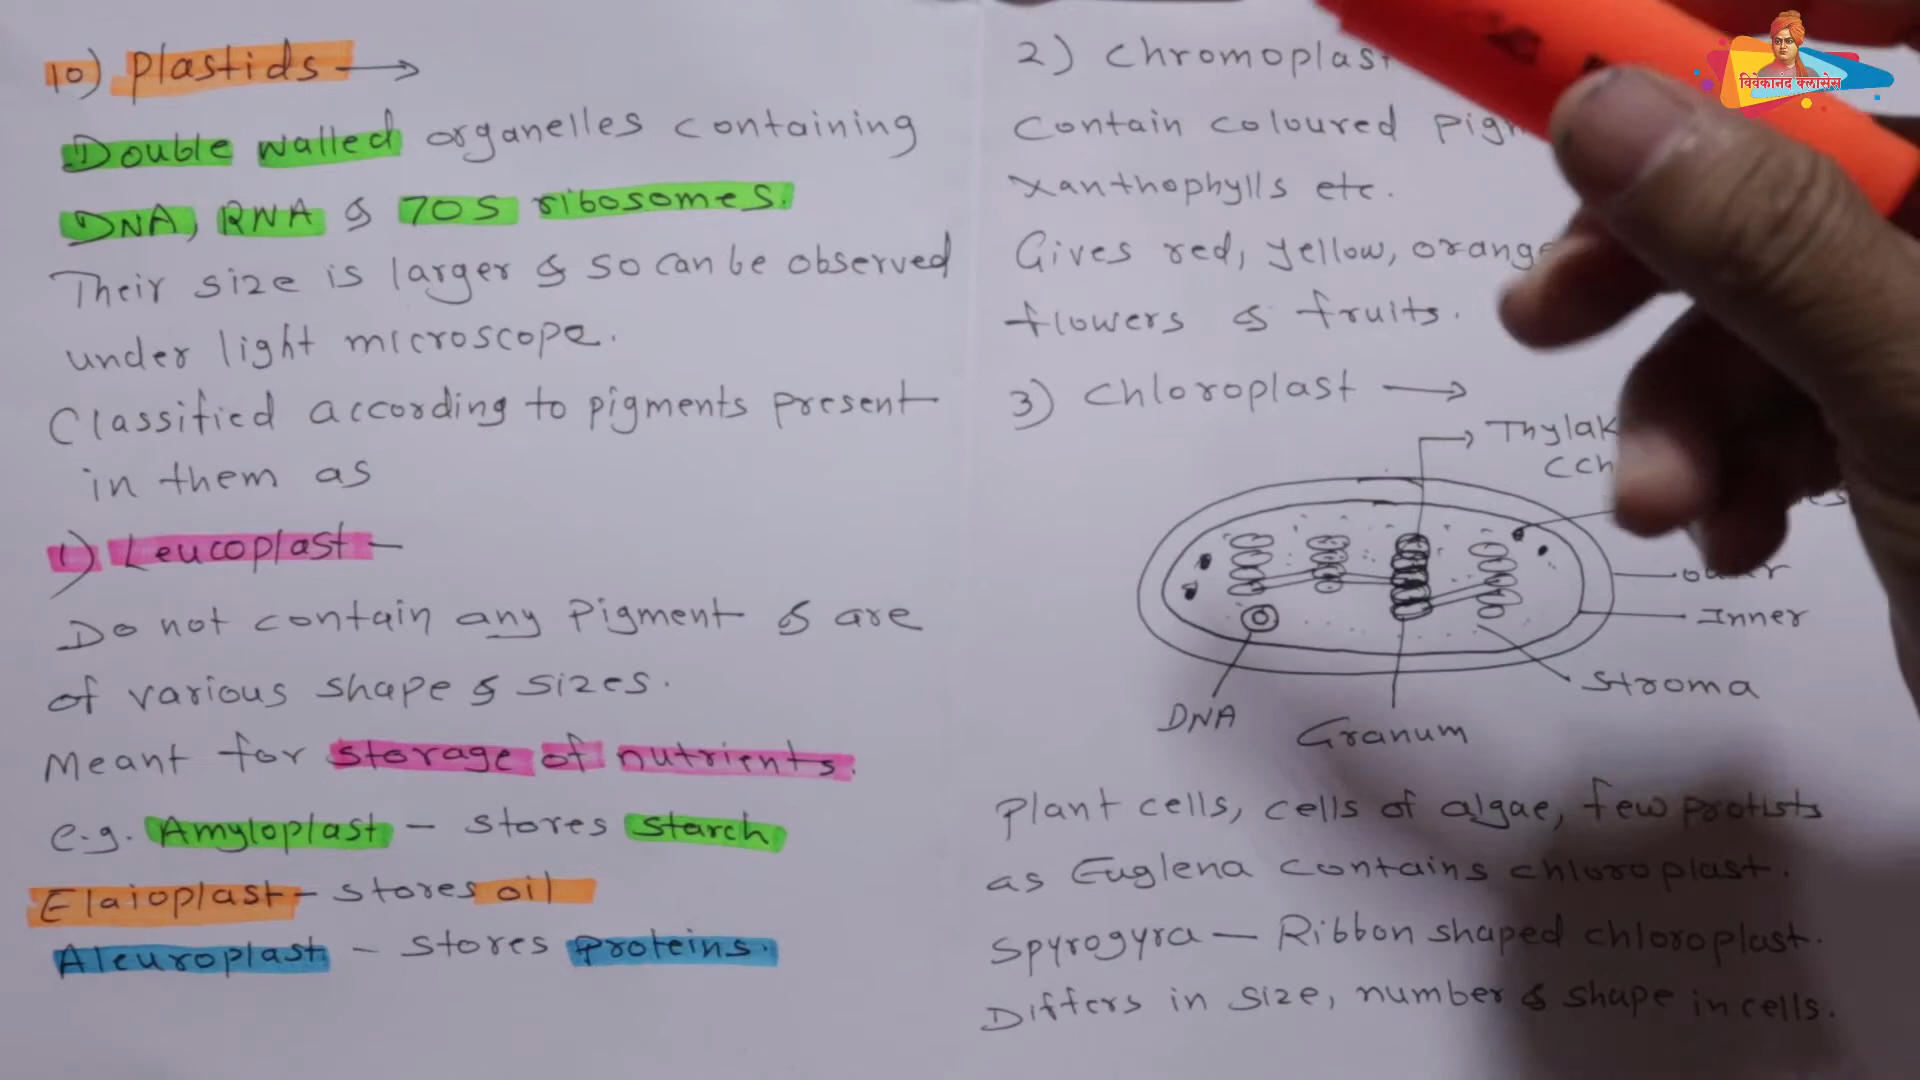 10) Plastids →
Double walled organelles containing
DNA, RNA & 70S ribosomes.
Their size is larger & so can be observed
under light microscope.
Classified according to pigments present
in them as
1) Leucoplast -
Do not contain any Pigment & are
of various shape & sizes.
Meant for storage of nutrients.
e.g. Amyloplast - stores starch
Elaioplast - stores oil
Aleuroplast - stores proteins.
2) Chromoplast
Contain coloured
Xanthophylls etc.
Gives red, yellow, orange
flowers & fruits.
3) Chloroplast →
Inner
Stroma
DNA
Granum
Plant cells, cells of algae, few protists
as Euglena contains chloroplast.
Spyrogyra - Ribbon shaped chloroplast.
Differs in size, number & shape in cells.
विवेकानंद क्लासेस